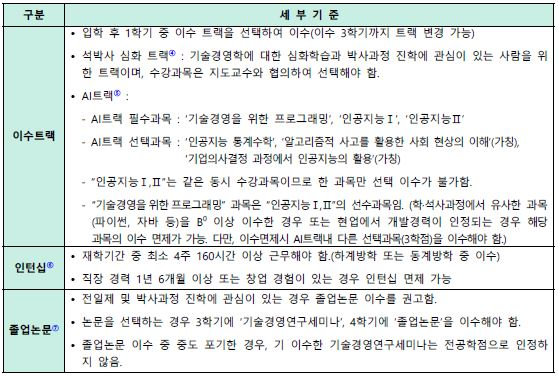 구분 세 부 기 준
이수트랙
• 입학 후 1학기 중 이수 트랙을 선택하여 이수(이수 3학기까지 트랙 변경 가능)
• 석박사 심화 트랙④ : 기술경영학에 대한 심화학습과 박사과정 진학에 관심이 있는 사람을 위
한 트랙이며, 수강과목은 지도교수와 협의하여 선택해야 함.
• AI트랙⑤ :
- AI트랙 필수과목 : '기술경영을 위한 프로그래밍', '인공지능Ⅰ', '인공지능Ⅱ'
- AI트랙 선택과목 : '인공지능 통계수학', '알고리즘적 사고를 활용한 사회 현상의 이해'(가칭),
'기업의사결정 과정에서 인공지능의 활용'(가칭)
- "인공지능Ⅰ,Ⅱ"는 같은 동시 수강과목이므로 한 과목만 선택 이수가 불가함.
- "기술경영을 위한 프로그래밍" 과목은 "인공지능Ⅰ,Ⅱ"의 선수과목임. (학·석사과정에서 유사한 과목
(파이썬, 자바 등)을 B⁰ 이상 이수한 경우 또는 현업에서 개발경력이 인정되는 경우 해당
과목의 이수 면제가 가능. 다만, 이수면제시 AI트랙내 다른 선택과목(3학점)을 이수해야 함.)
인턴십⑥
• 재학기간 중 최소 4주 160시간 이상 근무해야 함.(하계방학 또는 동계방학 중 이수)
• 직장 경력 1년 6개월 이상 또는 창업 경험이 있는 경우 인턴십 면제 가능
졸업논문⑦
• 전일제 및 박사과정 진학에 관심이 있는 경우 졸업논문 이수를 권고함.
• 논문을 선택하는 경우 3학기에 '기술경영연구세미나', 4학기에 '졸업논문'을 이수해야 함.
• 졸업논문 이수 중 중도 포기한 경우, 기 이수한 기술경영연구세미나는 전공학점으로 인정하
지 않음.